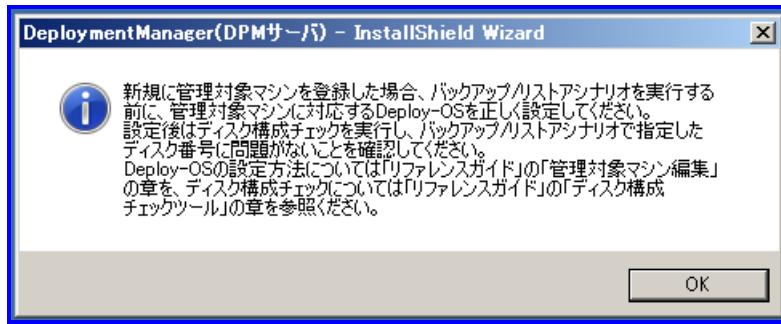 DeploymentManager(DPMサーバ) - InstallShield Wizard
新規に管理対象マシンを登録した場合、バックアップ/リストアシナリオを実行する
前に、管理対象マシンに対応するDeploy-OSを正しく設定してください。
設定後はディスク構成チェックを実行し、バックアップ/リストアシナリオで指定した
ディスク番号に問題がないことを確認してください。
Deploy-OSの設定方法については「リファレンスガイド」の「管理対象マシン編集」
の章を、ディスク構成チェックについては「リファレンスガイド」の「ディスク構成
チェックツール」の章を参照ください。
OK